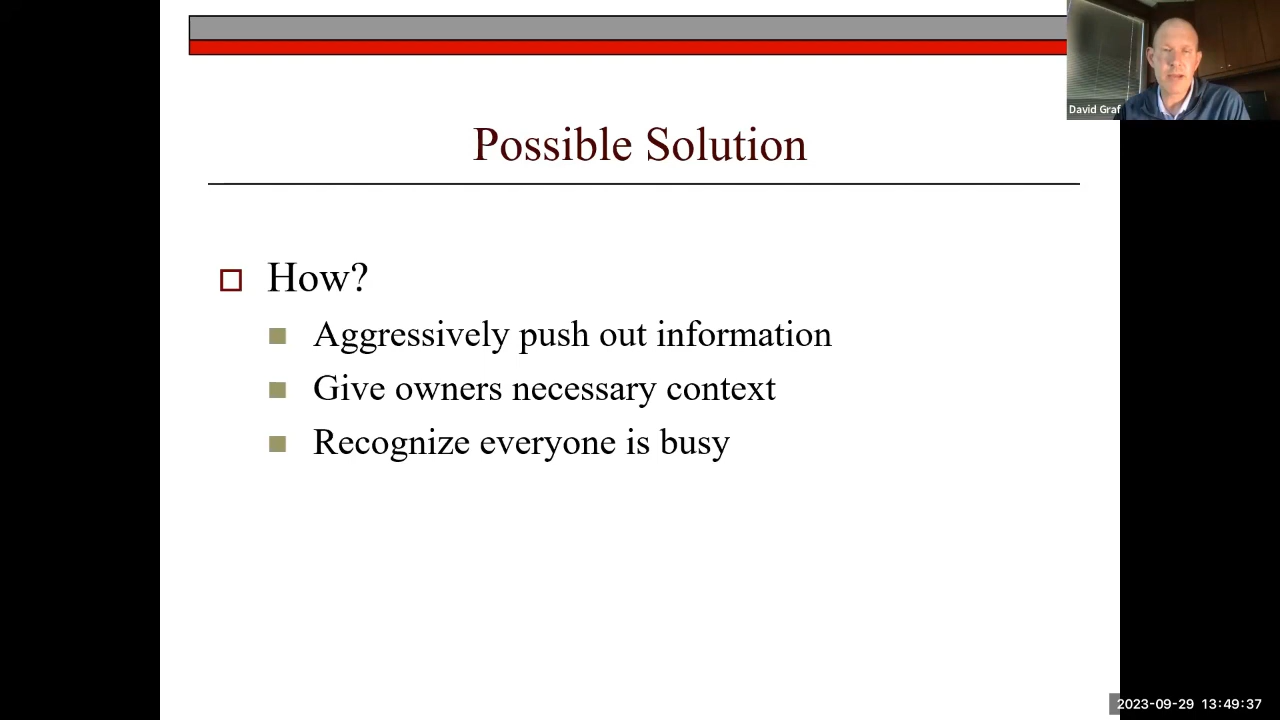 David Graf
Possible Solution
How?
Aggressively push out information
Give owners necessary context
Recognize everyone is busy
2023-09-29 13:49:37